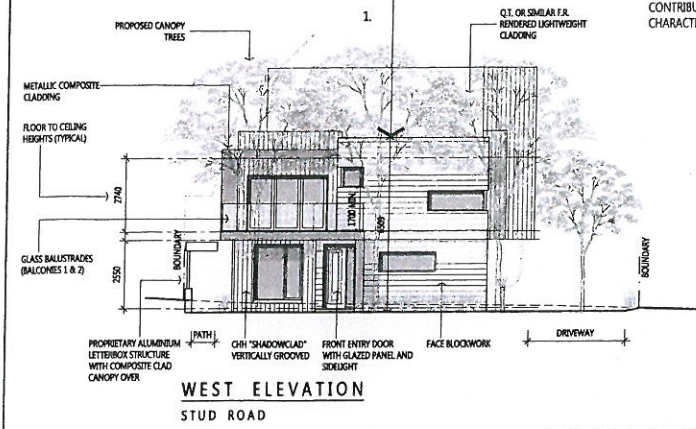 1.
Q.T. OR SIMILAR F.R.
RENDERED LIGHTWEIGHT
CLADDING
CONTRIBU
CHARACTE
PROPOSED CANOPY
TREES
METALLIC COMPOSITE
CLADDING
FLOOR TO CEILING
HEIGHTS (TYPICAL)
2740
1700 MIN.
6509
GLASS BALUSTRADES
(BALCONIES 1 & 2)
2550
BOUNDARY
BOUNDARY
PATH
DRIVEWAY
PROPRIETARY ALUMINIUM
LETTERBOX STRUCTURE
WITH COMPOSITE CLAD
CANOPY OVER
CHH "SHADOWCLAD"
VERTICALLY GROOVED
FRONT ENTRY DOOR
WITH GLAZED PANEL AND
SIDELIGHT
FACE BLOCKWORK
WEST ELEVATION
STUD ROAD